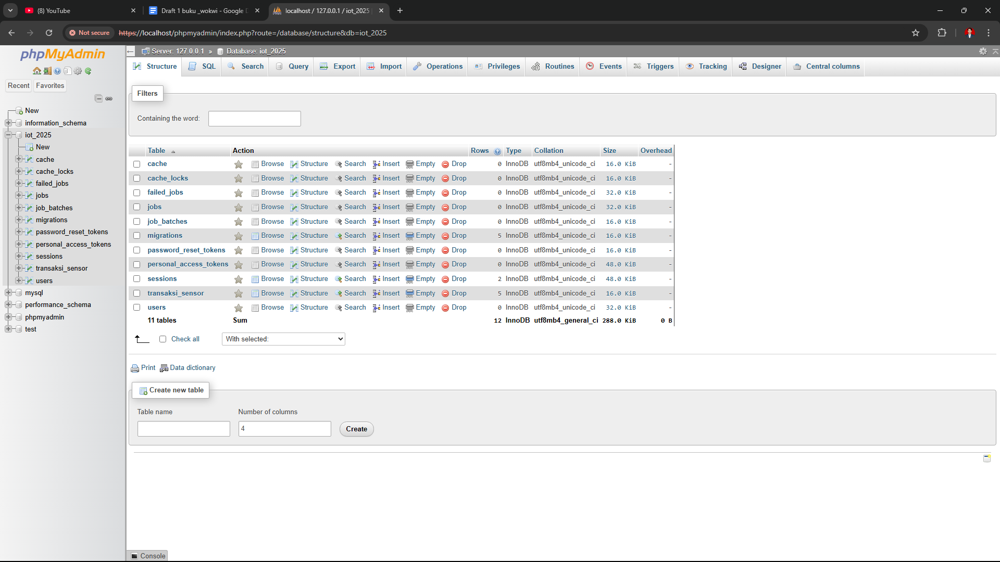 (8) YouTube
Draft 1 buku _wokwi - Google D
localhost / 127.0.0.1 / iot_2025
Not secure
https://localhost/phpmyadmin/index.php?route=/database/structure&db=iot_2025
phpMyAdmin
Recent Favorites
New
information_schema
iot_2025
New
cache
cache_locks
failed_jobs
jobs
job_batches
migrations
password_reset_tokens
personal_access_tokens
sessions
transaksi_sensor
users
mysql
performance_schema
phpmyadmin
test
Server: 127.0.0.1 » Database: iot_2025
Structure SQL Search Query Export Import Operations Privileges Routines Events Triggers Tracking Designer Central columns
Filters
Containing the word:
Table Action Rows Type Collation Size Overhead
cache Browse Structure Search Insert Empty Drop 0 InnoDB utf8mb4_unicode_ci 16.0 KiB -
cache_locks Browse Structure Search Insert Empty Drop 0 InnoDB utf8mb4_unicode_ci 16.0 KiB -
failed_jobs Browse Structure Search Insert Empty Drop 0 InnoDB utf8mb4_unicode_ci 32.0 KiB -
jobs Browse Structure Search Insert Empty Drop 0 InnoDB utf8mb4_unicode_ci 32.0 KiB -
job_batches Browse Structure Search Insert Empty Drop 0 InnoDB utf8mb4_unicode_ci 16.0 KiB -
migrations Browse Structure Search Insert Empty Drop 5 InnoDB utf8mb4_unicode_ci 16.0 KiB -
password_reset_tokens Browse Structure Search Insert Empty Drop 0 InnoDB utf8mb4_unicode_ci 16.0 KiB -
personal_access_tokens Browse Structure Search Insert Empty Drop 0 InnoDB utf8mb4_unicode_ci 48.0 KiB -
sessions Browse Structure Search Insert Empty Drop 2 InnoDB utf8mb4_unicode_ci 48.0 KiB -
transaksi_sensor Browse Structure Search Insert Empty Drop 5 InnoDB utf8mb4_unicode_ci 16.0 KiB -
users Browse Structure Search Insert Empty Drop 0 InnoDB utf8mb4_unicode_ci 32.0 KiB -
11 tables Sum 12 InnoDB utf8mb4_general_ci 288.0 KiB 0 B
Check all With selected:
Print Data dictionary
Create new table
Table name Number of columns
4 Create
Console